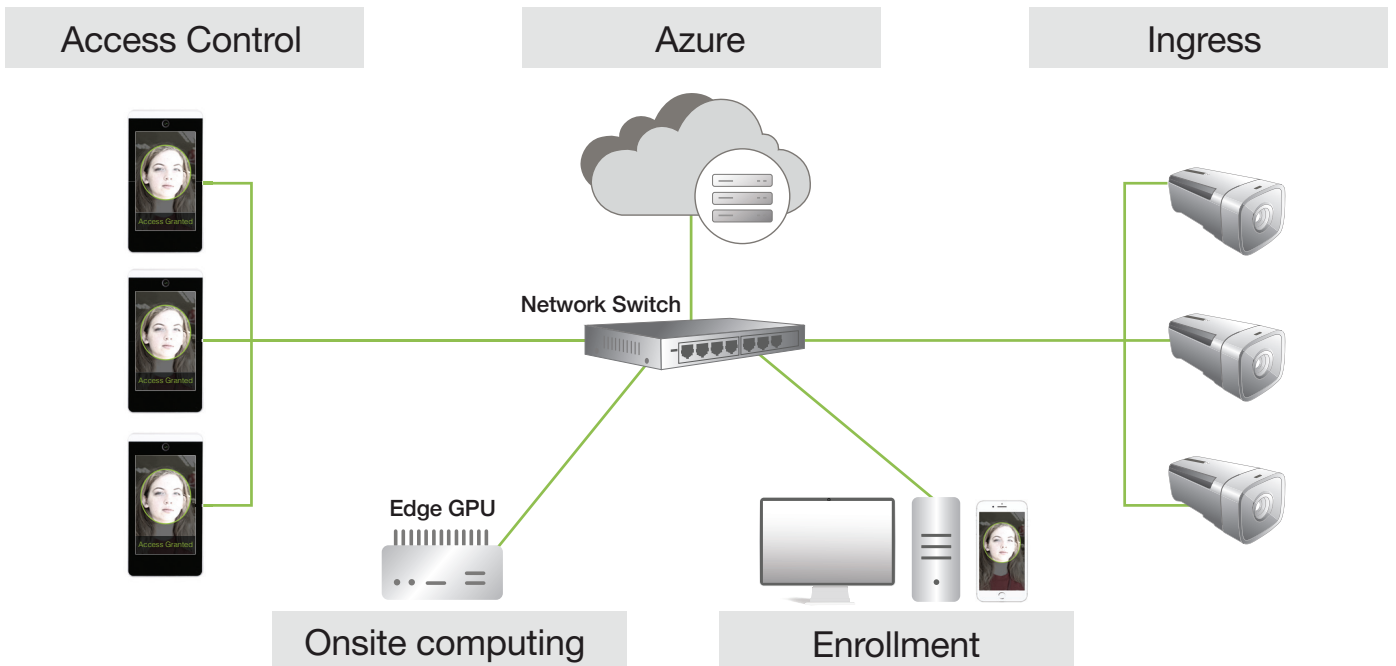 Access Control
Azure
Ingress
Access Granted
Network Switch
Access Granted
Access Granted
Edge GPU
Onsite computing
Enrollment